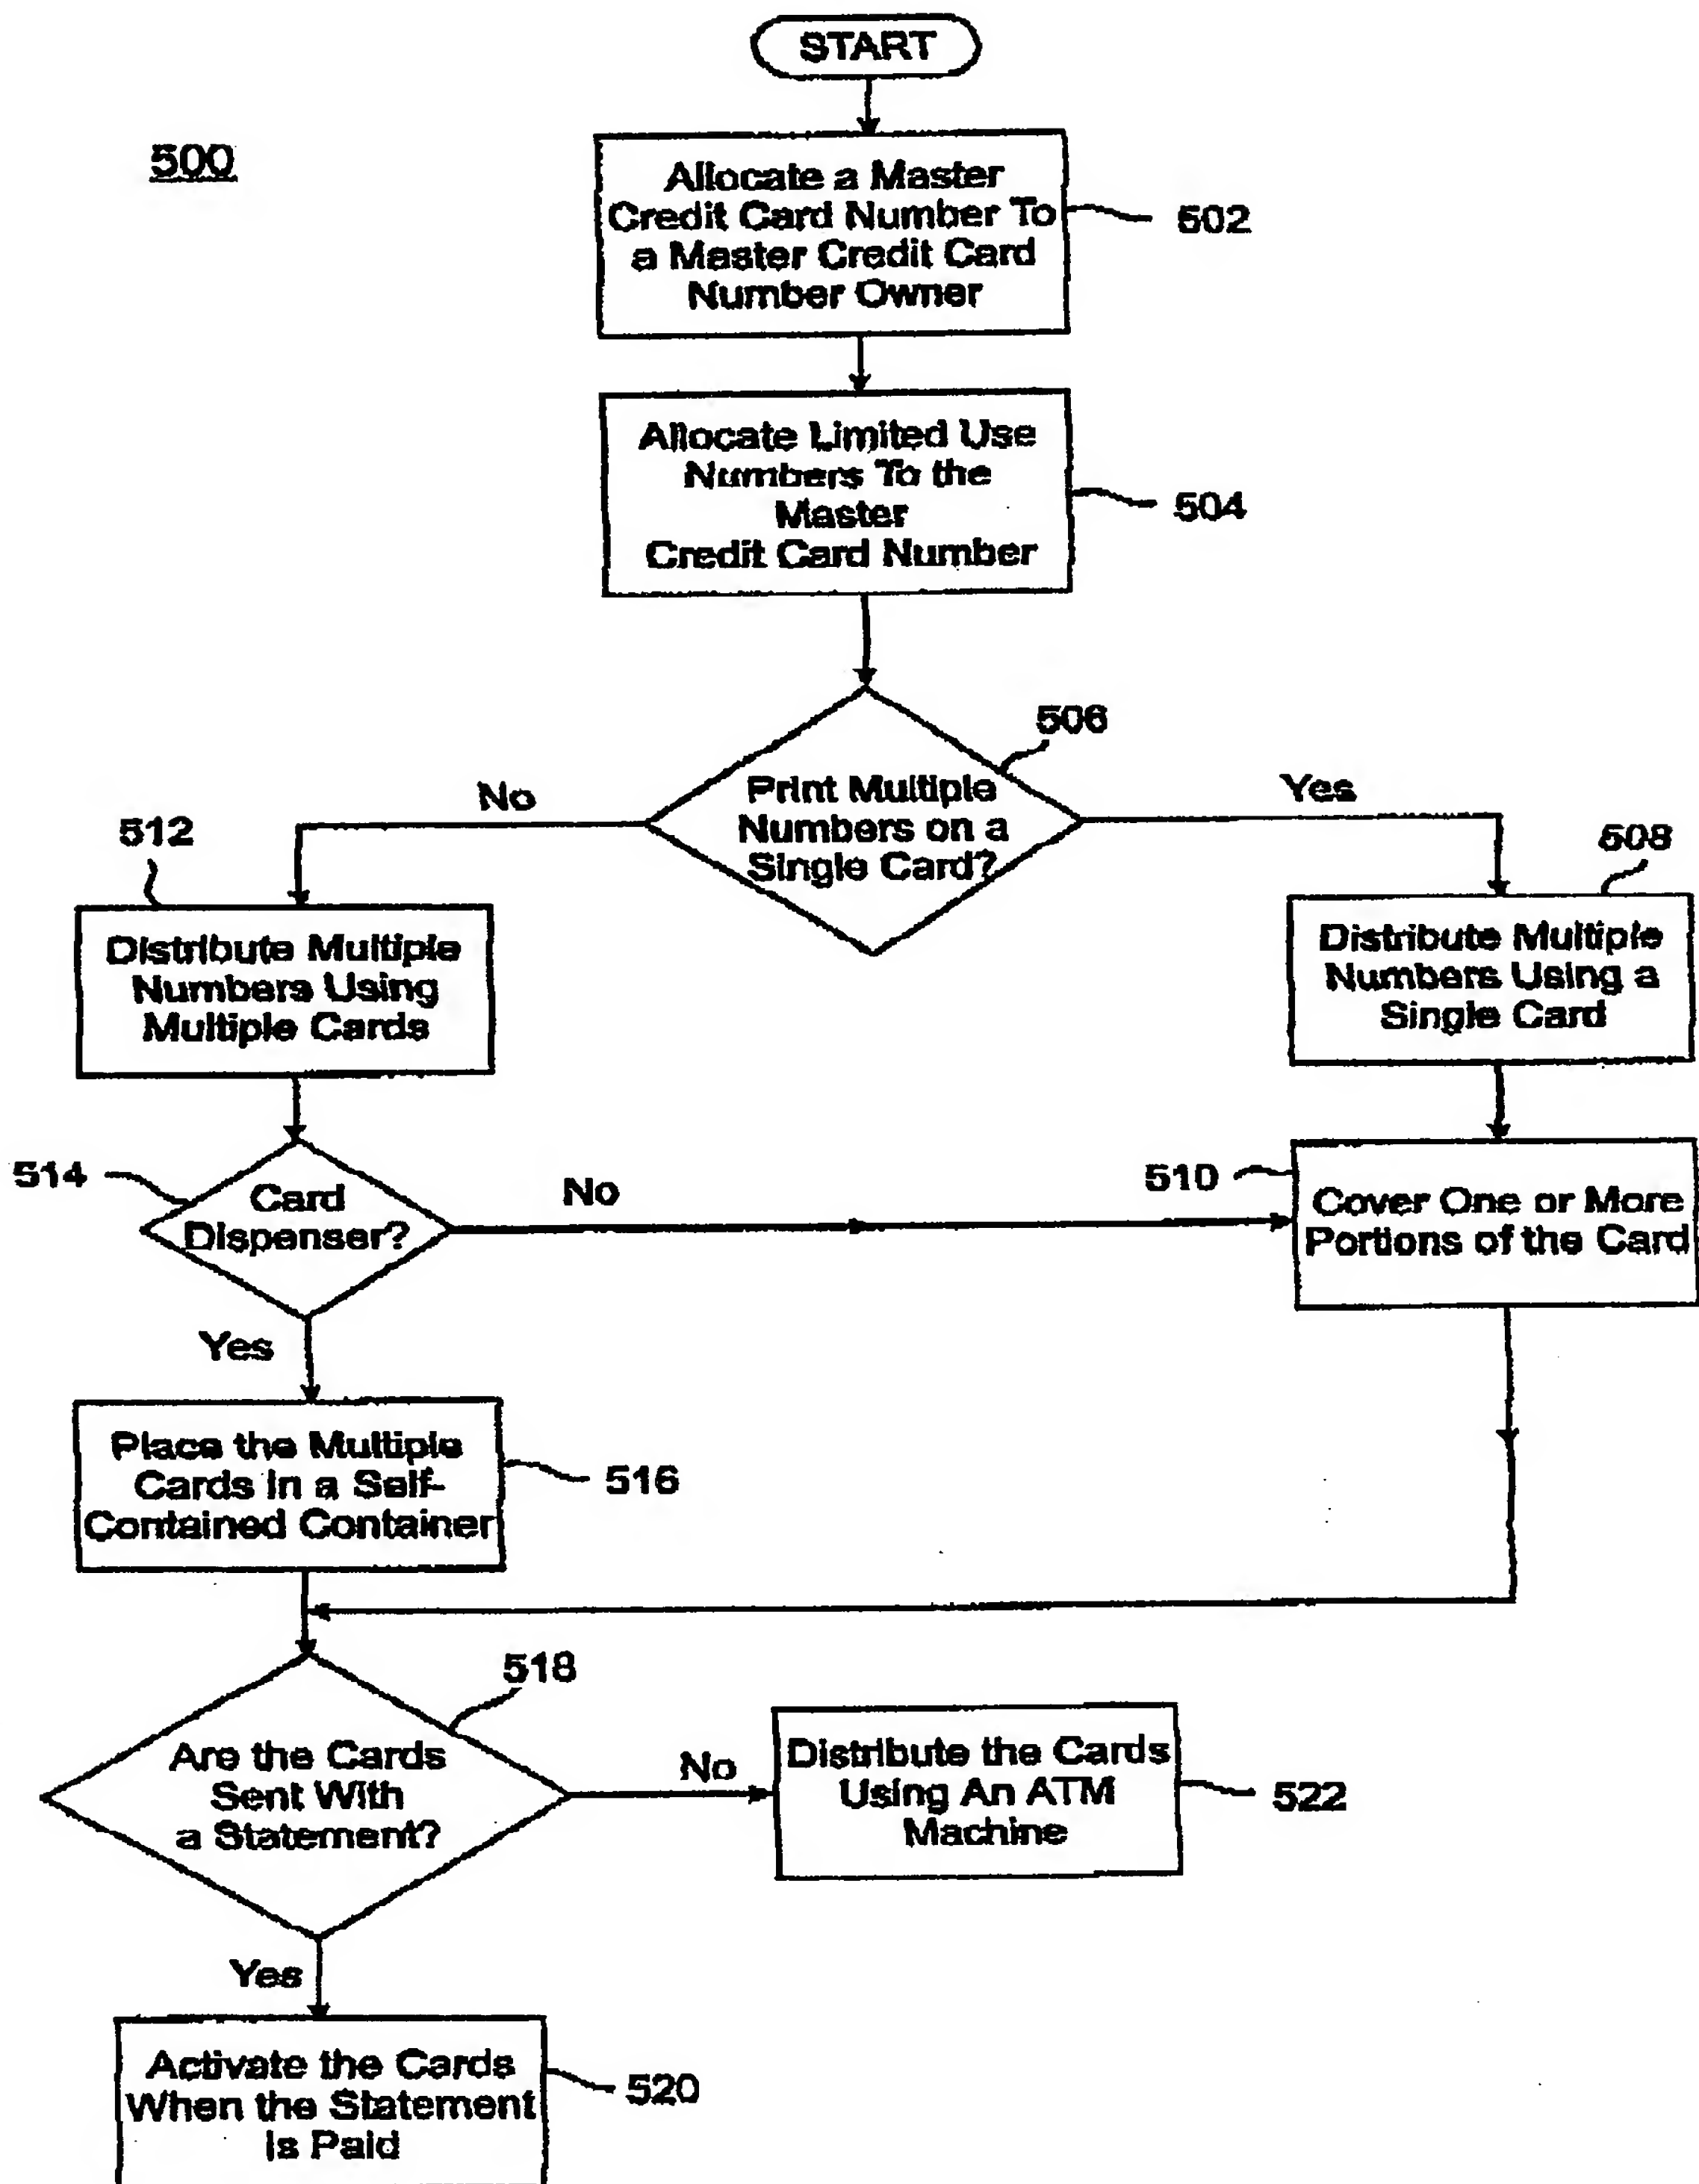 START
500
Allocate a Master
Credit Card Number To
a Master Credit Card
Number Owner
502
Allocate Limited Use
Numbers To the
Master
Credit Card Number
504
506
Print Multiple
Numbers on a
Single Card?
No
Yes
512
508
Distribute Multiple
Numbers Using
Multiple Cards
Distribute Multiple
Numbers Using a
Single Card
514
Card
Dispenser?
No
510
Cover One or More
Portions of the Card
Yes
Place the Multiple
Cards in a Self-
Contained Container
516
518
Are the Cards
Sent With
a Statement?
No
Distribute the Cards
Using An ATM
Machine
522
Yes
Activate the Cards
When the Statement
Is Paid
520